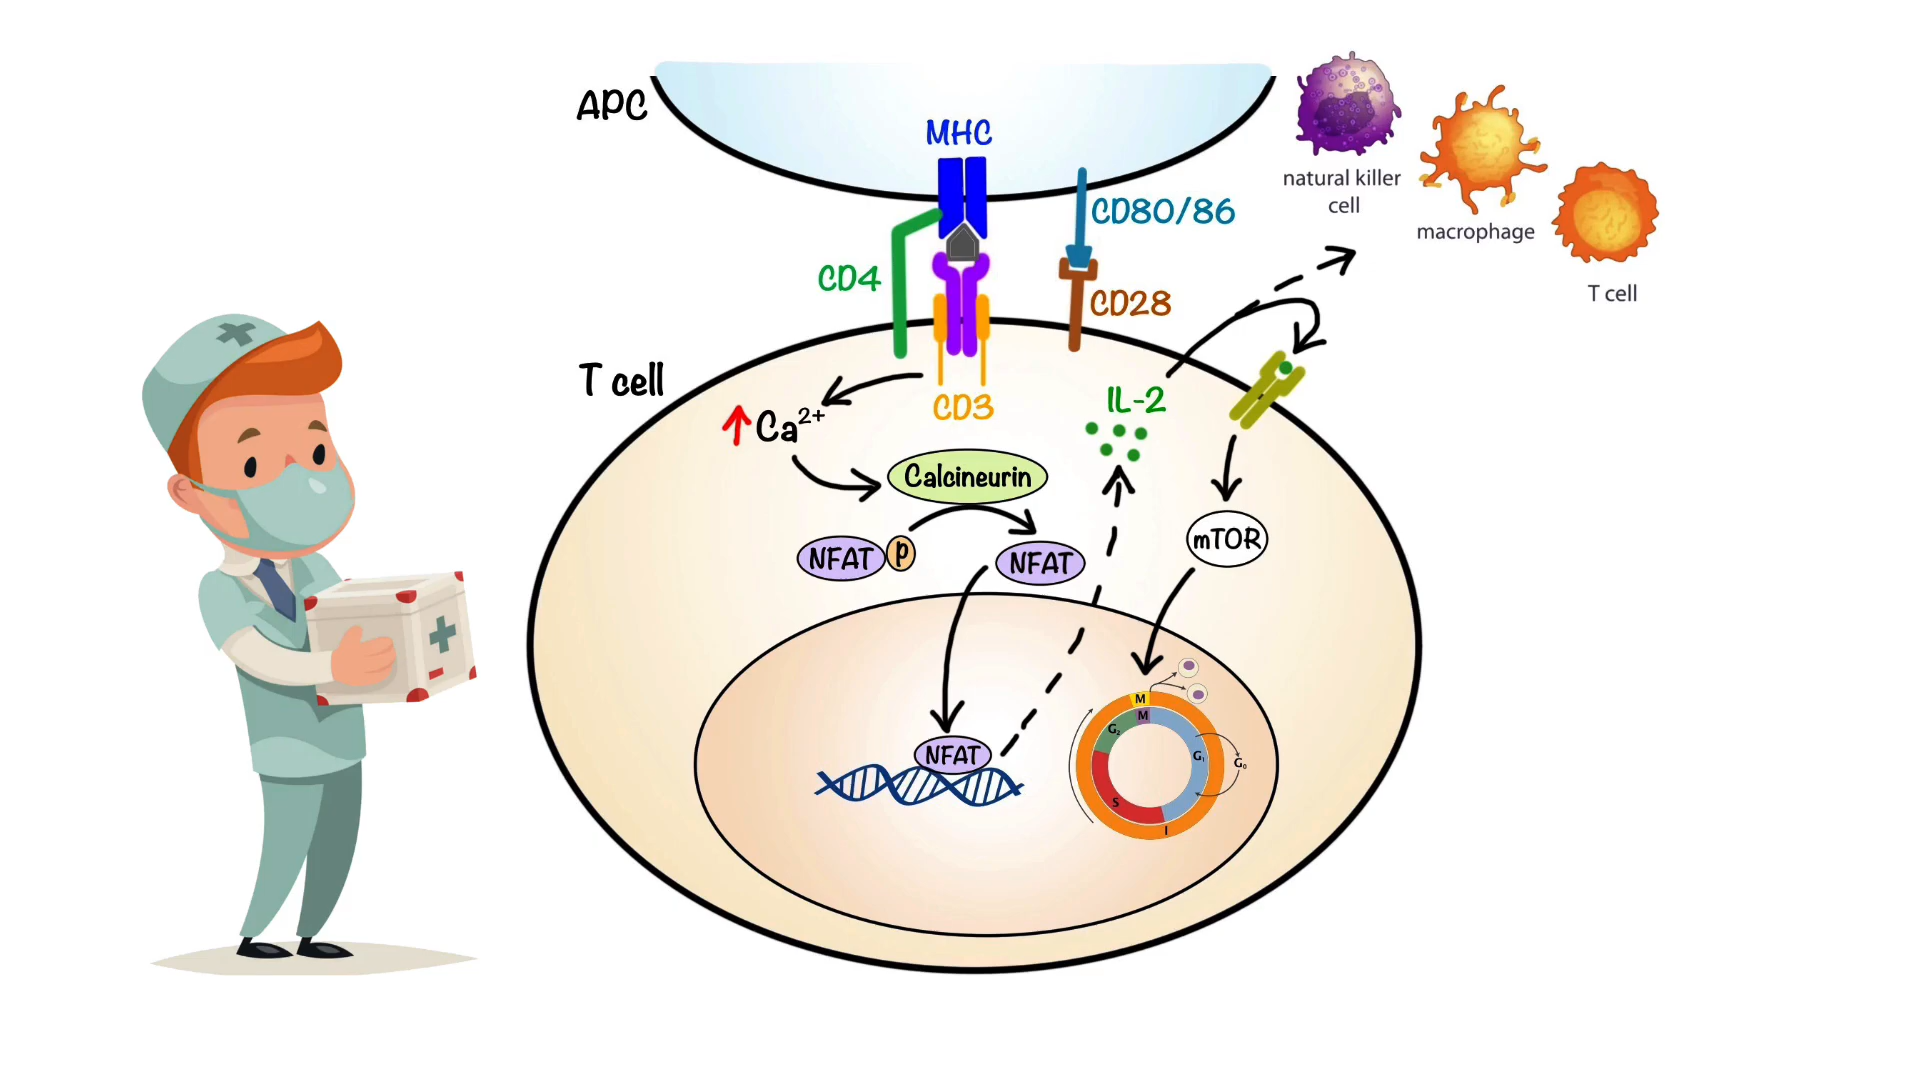 APC
MHC
CD80/86
CD4
CD28
natural killer
cell
macrophage
T cell
T cell
CD3
IL-2
Ca²⁺
Calcineurin
NFAT P
NFAT
mTOR
NFAT
M
M
G₂
G₁
G₀
S
I